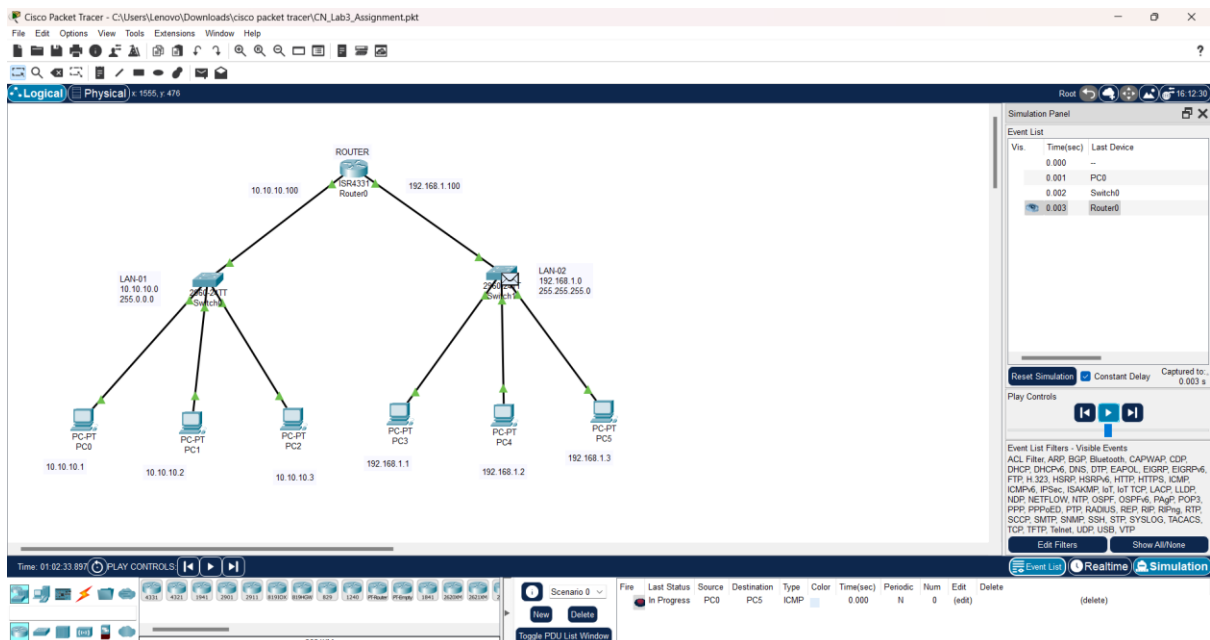 Cisco Packet Tracer - C:\Users\Lenovo\Downloads\cisco packet tracer\CN_Lab3_Assignment.pkt
File Edit Options View Tools Extensions Window Help
?
Logical Physical x: 1555, y: 476
Root 16:12:30
ROUTER
ISR4331
Router0
10.10.10.100
192.168.1.100
LAN-01
10.10.10.0
255.0.0.0
2960-24TT
Switch0
LAN-02
192.168.1.0
255.255.255.0
Switch1
PC-PT
PC0
PC-PT
PC1
PC-PT
PC2
PC-PT
PC3
PC-PT
PC4
PC-PT
PC5
10.10.10.1
10.10.10.2
10.10.10.3
192.168.1.1
192.168.1.2
192.168.1.3
Simulation Panel
Event List
Vis. Time(sec) Last Device
0.000 --
0.001 PC0
0.002 Switch0
0.003 Router0
Reset Simulation Constant Delay Captured to:
0.003 s
Play Controls
Event List Filters - Visible Events
ACL Filter, ARP, BGP, Bluetooth, CAPWAP, CDP,
DHCP, DHCPv6, DNS, DTP, EAPOL, EIGRP, EIGRPv6,
FTP, H.323, HSRP, HSRPv6, HTTP, HTTPS, ICMP,
ICMPv6, IPSec, ISAKMP, IoT, IoT TCP, LACP, LLDP,
NDP, NETFLOW, NTP, OSPF, OSPFv6, PAgP, POP3,
PPP, PPPoED, PTP, RADIUS, REP, RIP, RIPng, RTP,
SCCP, SMTP, SNMP, SSH, STP, SYSLOG, TACACS,
TCP, TFTP, Telnet, UDP, USB, VTP
Edit Filters Show All/None
Time: 01:02:33.897 PLAY CONTROLS:
Event List Realtime Simulation
4331 4321 1941 2901 2911 819IOX 819HGW 829 1240 PFRouter PFEmpty 1841 2620XM 2621XM
Scenario 0
New Delete
Toggle PDU List Window
Fire Last Status Source Destination Type Color Time(sec) Periodic Num Edit Delete
In Progress PC0 PC5 ICMP 0.000 N 0 (edit) (delete)